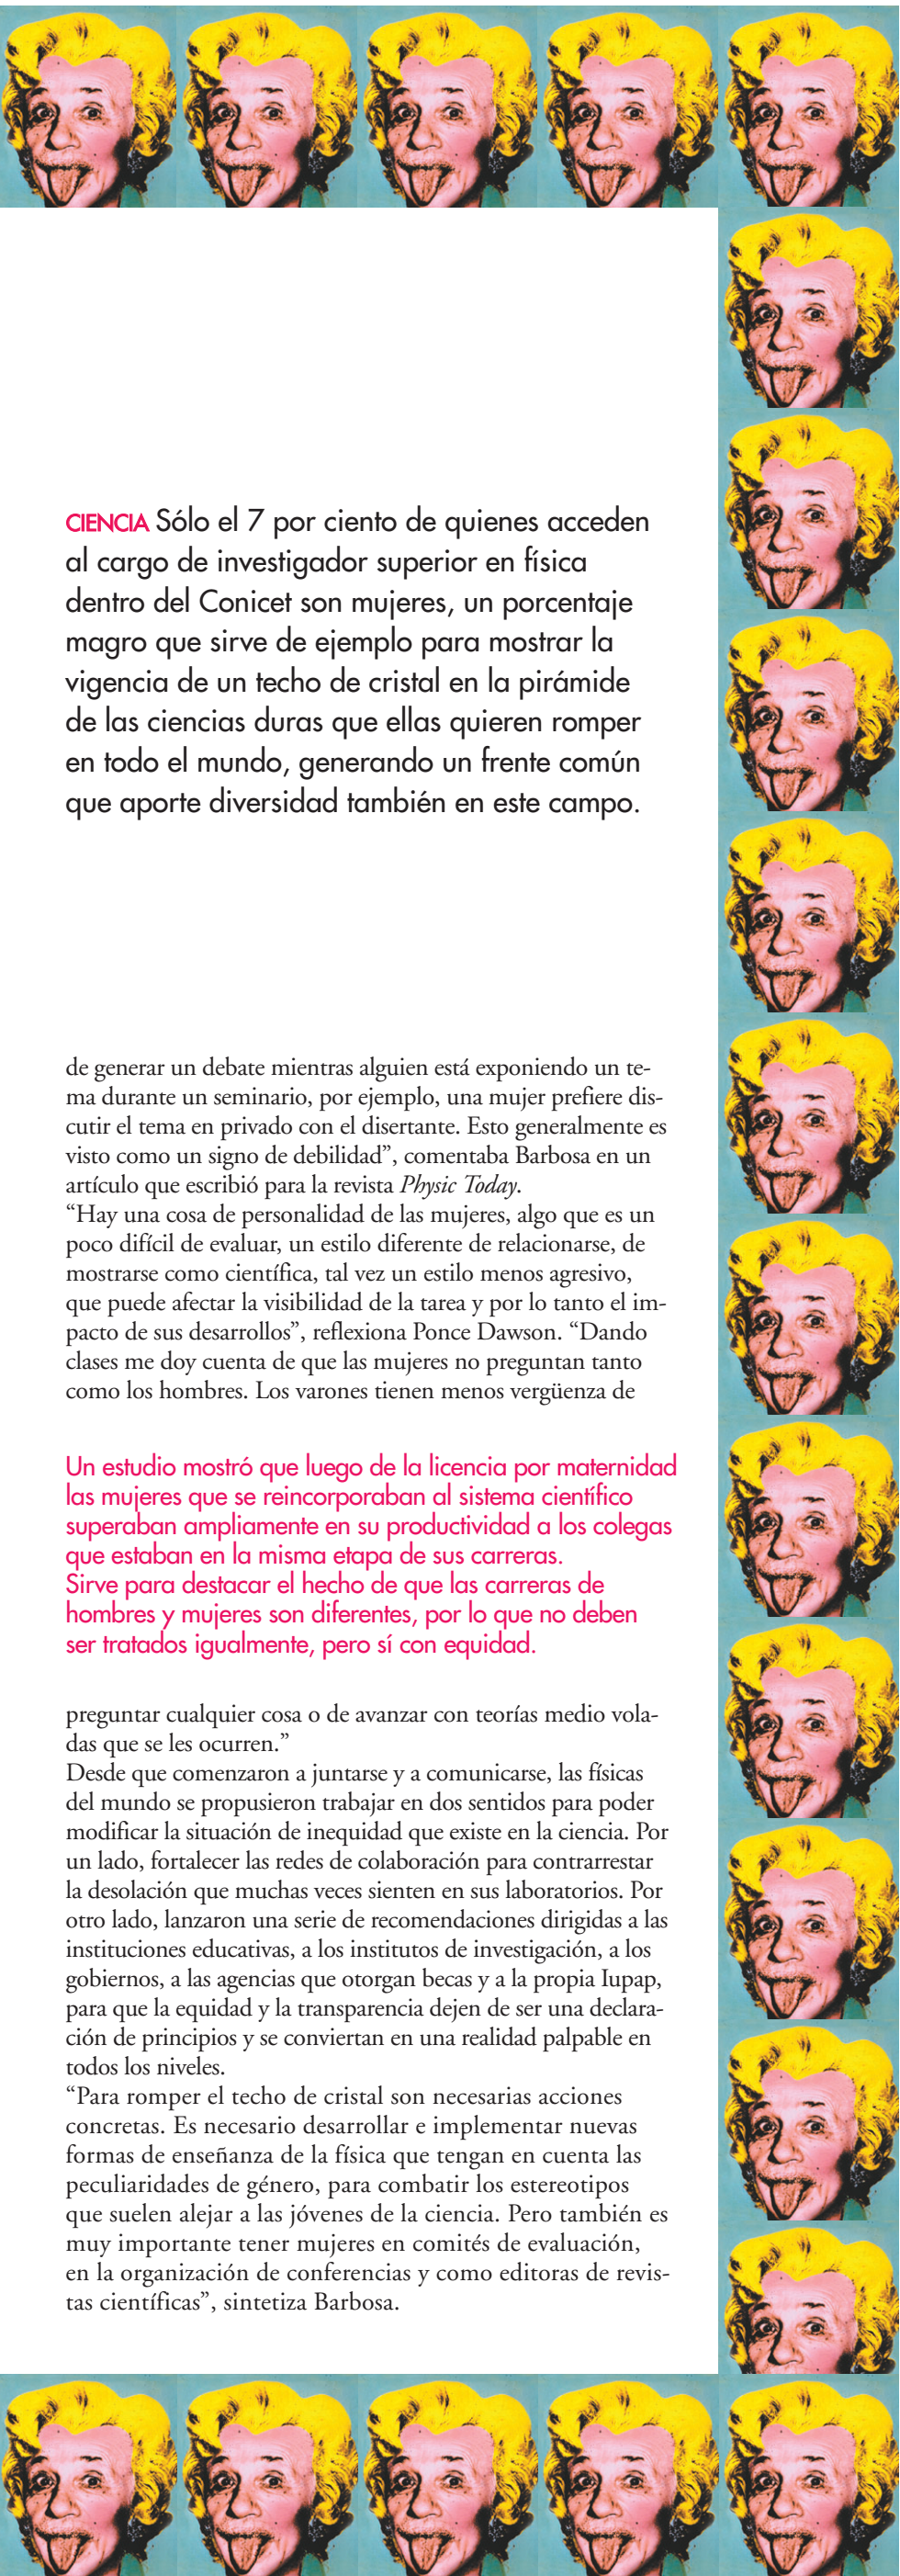 CIENCIA Sólo el 7 por ciento de quienes acceden
al cargo de investigador superior en física
dentro del Conicet son mujeres, un porcentaje
magro que sirve de ejemplo para mostrar la
vigencia de un techo de cristal en la pirámide
de las ciencias duras que ellas quieren romper
en todo el mundo, generando un frente común
que aporte diversidad también en este campo.
de generar un debate mientras alguien está exponiendo un te-
ma durante un seminario, por ejemplo, una mujer prefiere dis-
cutir el tema en privado con el disertante. Esto generalmente es
visto como un signo de debilidad”, comentaba Barbosa en un
artículo que escribió para la revista Physic Today.
“Hay una cosa de personalidad de las mujeres, algo que es un
poco difícil de evaluar, un estilo diferente de relacionarse, de
mostrarse como científica, tal vez un estilo menos agresivo,
que puede afectar la visibilidad de la tarea y por lo tanto el im-
pacto de sus desarrollos”, reflexiona Ponce Dawson. “Dando
clases me doy cuenta de que las mujeres no preguntan tanto
como los hombres. Los varones tienen menos vergüenza de
Un estudio mostró que luego de la licencia por maternidad
las mujeres que se reincorporaban al sistema científico
superaban ampliamente en su productividad a los colegas
que estaban en la misma etapa de sus carreras.
Sirve para destacar el hecho de que las carreras de
hombres y mujeres son diferentes, por lo que no deben
ser tratados igualmente, pero sí con equidad.
preguntar cualquier cosa o de avanzar con teorías medio vola-
das que se les ocurren.”
Desde que comenzaron a juntarse y a comunicarse, las físicas
del mundo se propusieron trabajar en dos sentidos para poder
modificar la situación de inequidad que existe en la ciencia. Por
un lado, fortalecer las redes de colaboración para contrarrestar
la desolación que muchas veces sienten en sus laboratorios. Por
otro lado, lanzaron una serie de recomendaciones dirigidas a las
instituciones educativas, a los institutos de investigación, a los
gobiernos, a las agencias que otorgan becas y a la propia Iupap,
para que la equidad y la transparencia dejen de ser una declara-
ción de principios y se conviertan en una realidad palpable en
todos los niveles.
“Para romper el techo de cristal son necesarias acciones
concretas. Es necesario desarrollar e implementar nuevas
formas de enseñanza de la física que tengan en cuenta las
peculiaridades de género, para combatir los estereotipos
que suelen alejar a las jóvenes de la ciencia. Pero también es
muy importante tener mujeres en comités de evaluación,
en la organización de conferencias y como editoras de revis-
tas científicas”, sintetiza Barbosa.